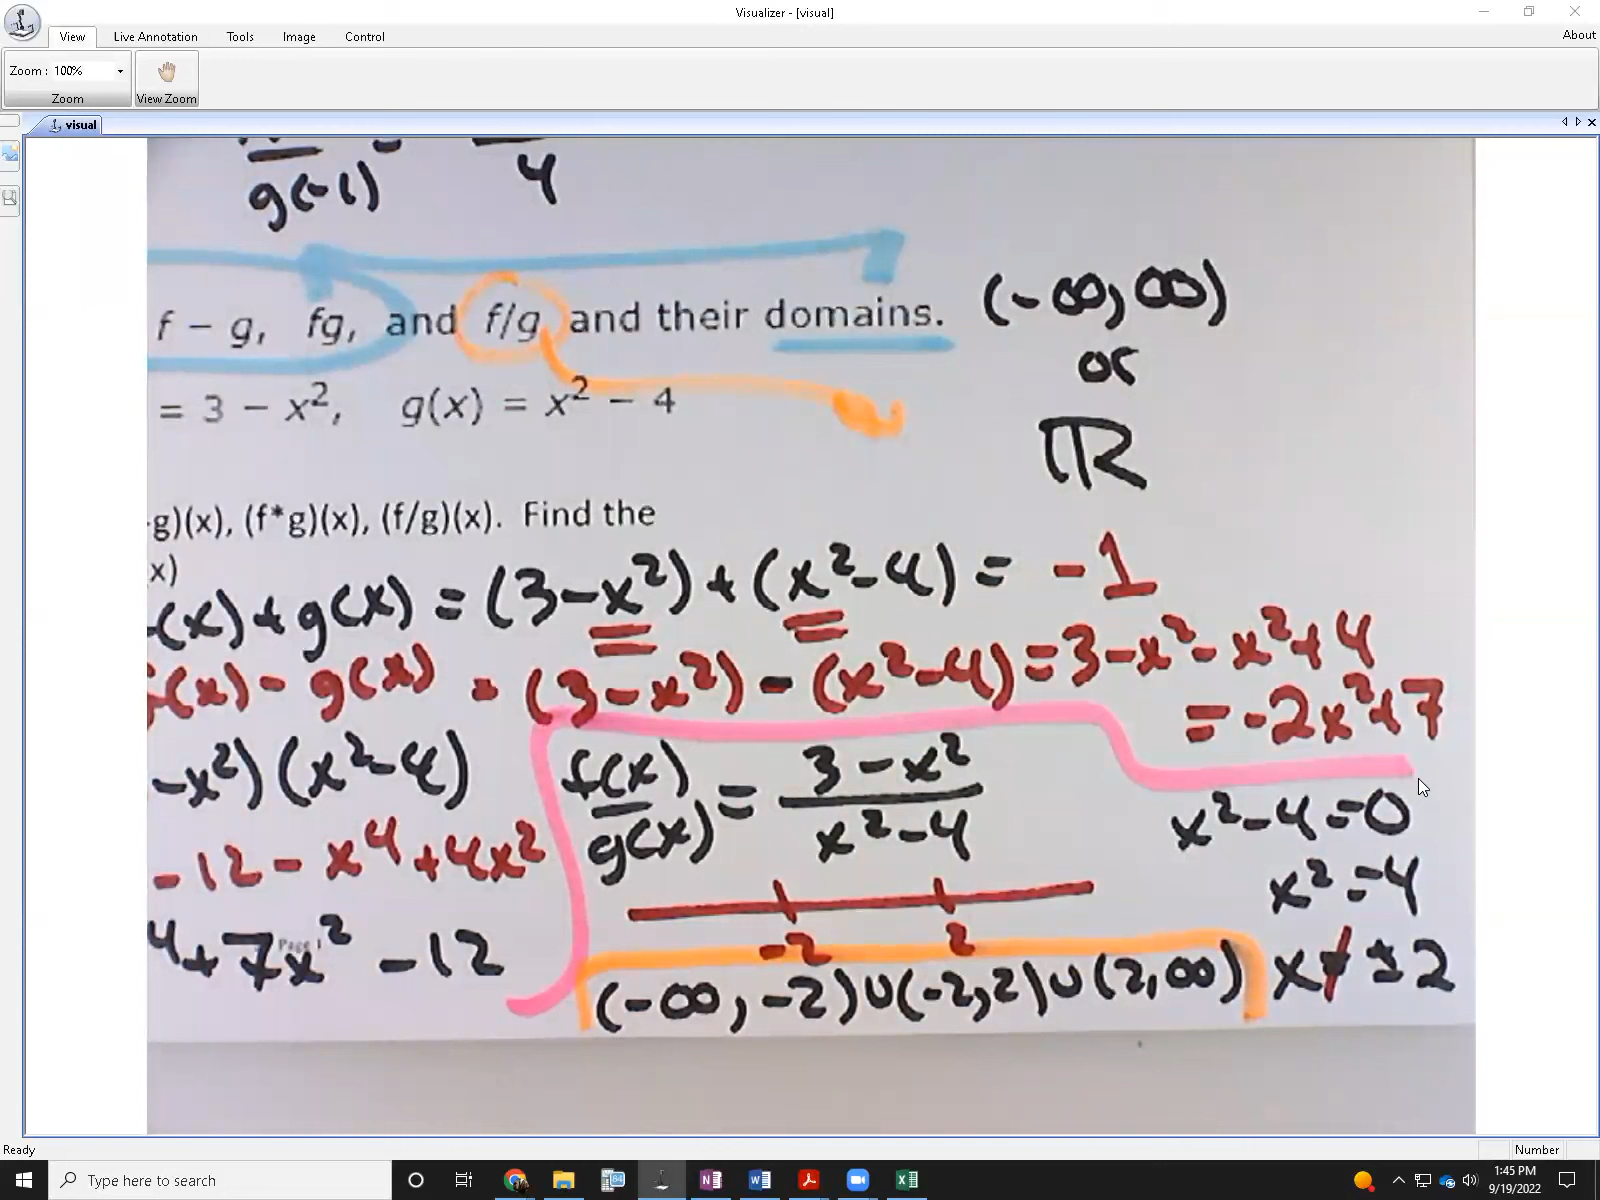 Visualizer - [visual]
View Live Annotation Tools Image Control About
Zoom : 100%
Zoom View Zoom
visual
g(-1) = 4
f − g, fg, and f/g and their domains. (-∞, ∞)
or
= 3 − x², g(x) = x² − 4
ℝ
g)(x), (f*g)(x), (f/g)(x). Find the
x)
(x) + g(x) = (3-x²) + (x²-4) = -1
(x) - g(x) = (3-x²) - (x²-4) = 3-x²-x²+4
= -2x²+7
-x²)(x²-4)
f(x)/g(x) = (3-x²)/(x²-4)
x²-4=0
-12 - x⁴ + 4x²
x²=4
-2 2
⁴+7x² -12
Page 1
(-∞, -2)∪(-2,2)∪(2,∞) x≠±2
Ready Number
Type here to search
1:45 PM
9/19/2022